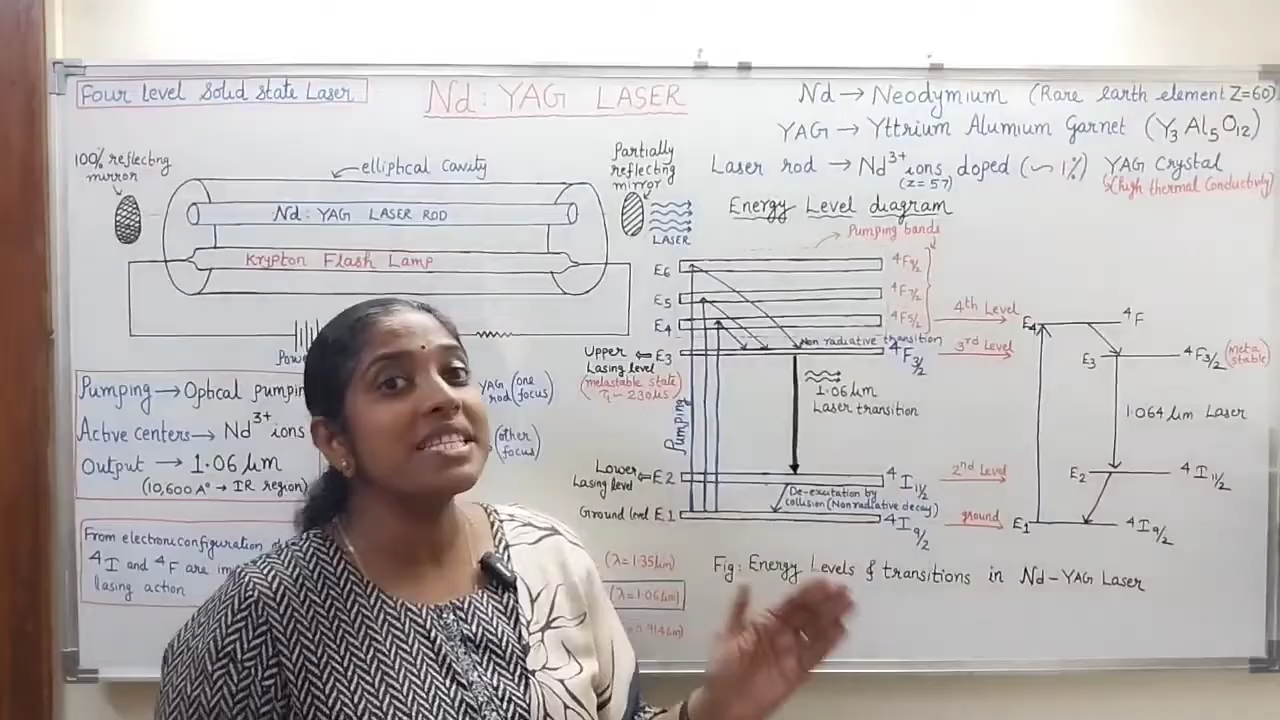 Four level Solid State Laser
Nd: YAG LASER
Nd → Neodymium (Rare earth element Z=60)
YAG → Yttrium Alumium Garnet (Y3 Al5 O12)
Laser rod → Nd3+ ions doped (~ 1%) YAG Crystal
(z=57)
(high thermal Conductivity)
100% reflecting
mirror
elliptical cavity
Partially
reflecting
mirror
Nd: YAG LASER ROD
LASER
Krypton Flash Lamp
Pow
Pumping → Optical pumpin
Active centers → Nd3+ ions
Output → 1.06 μm
(10,600 A° → IR region)
YAG (one
rod focus)
(other
focus)
From electronic configuration
4I and 4F are im
lasing action
(λ = 1.35 μm)
(λ = 1.06 μm)
Energy Level diagram
Pumping bands
E6 4F9/2
E5 4F7/2
E4 4F5/2
Non radiative transition
Upper
Lasing level
⇐ E3 4F3/2
(metastable state)
1.06 μm
Laser transition
Pumping
Lower
Lasing level
⇐ E2 4I11/2
De-excitation by
collision (Non radiative decay)
Ground level E1 4I9/2
4th Level
3rd Level
2nd Level
ground
E4 4F
E3 4F3/2 (meta
stable)
1.064 μm Laser
E2 4I11/2
E1 4I9/2
Fig: Energy Levels & transitions in Nd-YAG Laser